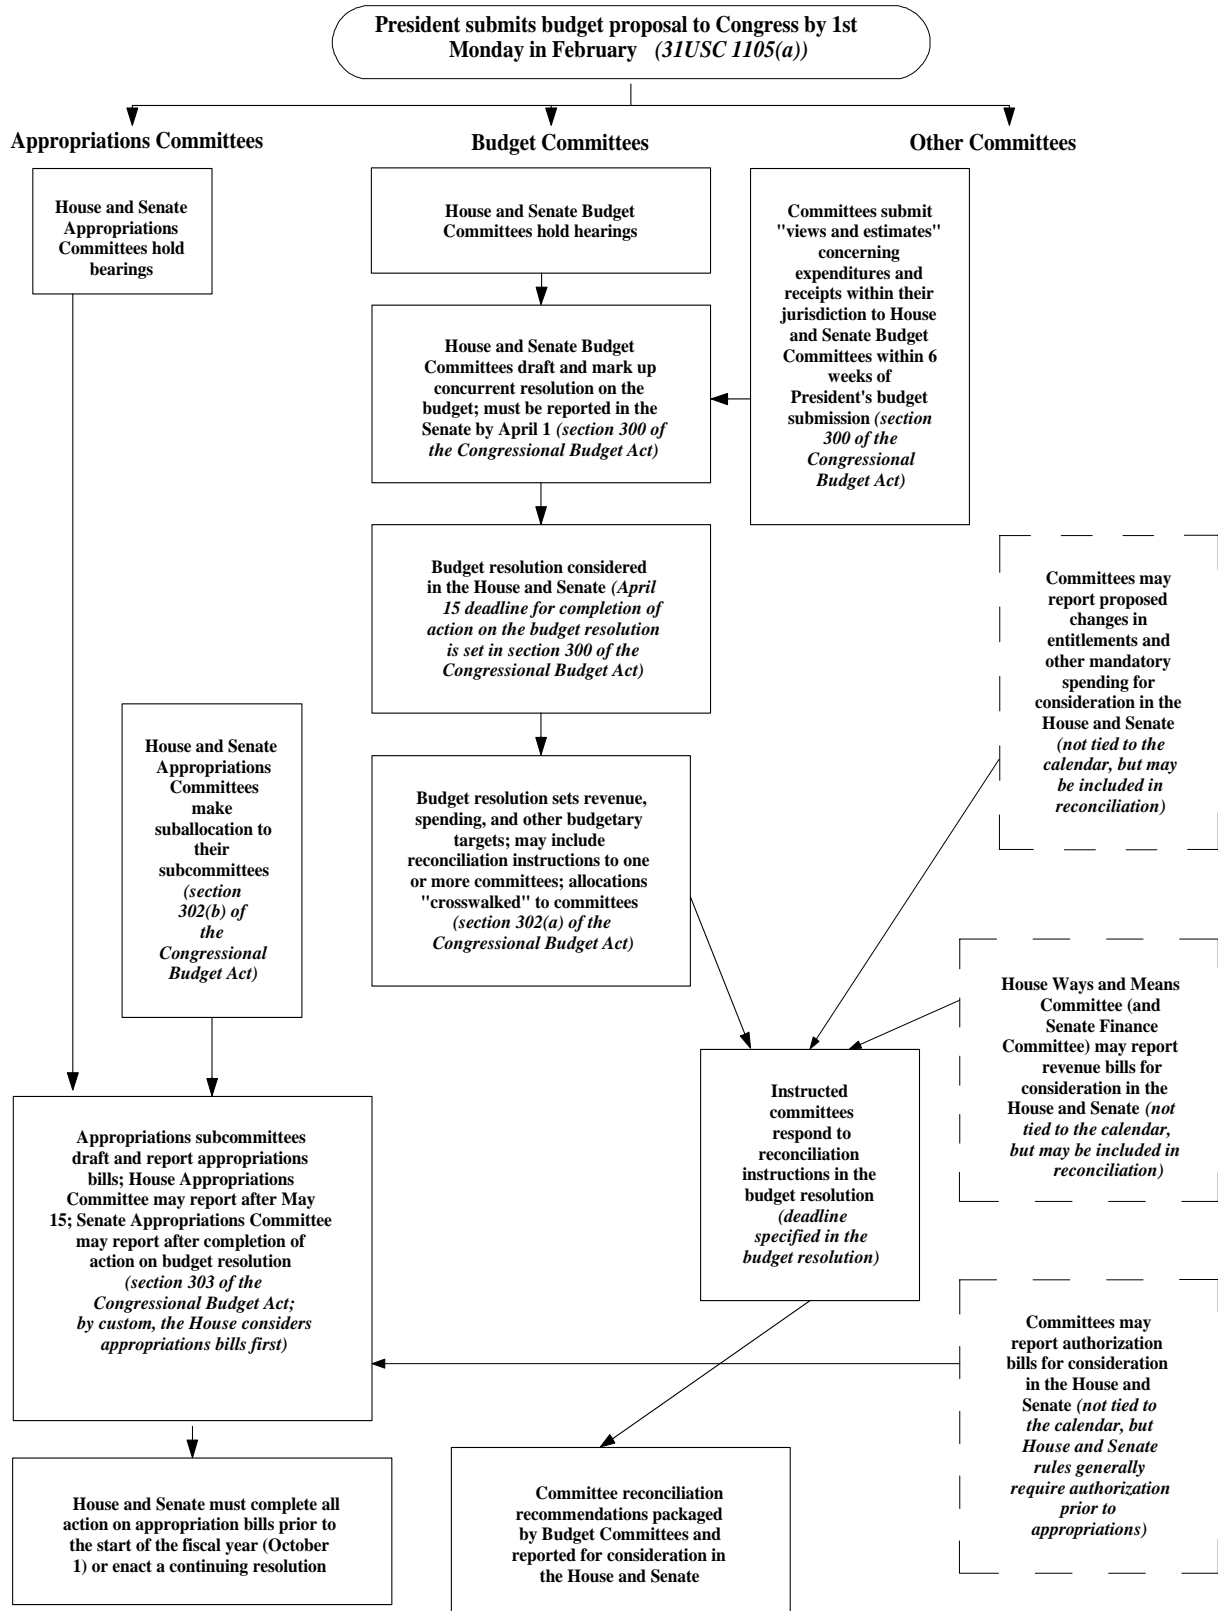 President submits budget proposal to Congress by 1st
Monday in February (31USC 1105(a))
Appropriations Committees
Budget Committees
Other Committees
House and Senate
Appropriations
Committees hold
bearings
House and Senate Budget
Committees hold hearings
Committees submit
"views and estimates"
concerning
expenditures and
receipts within their
jurisdiction to House
and Senate Budget
Committees within 6
weeks of
President's budget
submission (section
300 of the
Congressional
Budget Act)
House and Senate Budget
Committees draft and mark up
concurrent resolution on the
budget; must be reported in the
Senate by April 1 (section 300 of
the Congressional Budget Act)
Budget resolution considered
in the House and Senate (April
15 deadline for completion of
action on the budget resolution
is set in section 300 of the
Congressional Budget Act)
Committees may
report proposed
changes in
entitlements and
other mandatory
spending for
consideration in the
House and Senate
(not tied to the
calendar, but may
be included in
reconciliation)
House and Senate
Appropriations
Committees
make
suballocation to
their
subcommittees
(section
302(b) of
the
Congressional
Budget Act)
Budget resolution sets revenue,
spending, and other budgetary
targets; may include
reconciliation instructions to one
or more committees; allocations
"crosswalked" to committees
(section 302(a) of the
Congressional Budget Act)
House Ways and Means
Committee (and
Senate Finance
Committee) may report
revenue bills for
consideration in the
House and Senate (not
tied to the calendar,
but may be included in
reconciliation)
Instructed
committees
respond to
reconciliation
instructions in the
budget resolution
(deadline
specified in the
budget resolution)
Appropriations subcommittees
draft and report appropriations
bills; House Appropriations
Committee may report after May
15; Senate Appropriations Committee
may report after completion of
action on budget resolution
(section 303 of the
Congressional Budget Act;
by custom, the House considers
appropriations bills first)
Committees may
report authorization
bills for consideration
in the House and
Senate (not tied to
the calendar, but
House and Senate
rules generally
require authorization
prior to
appropriations)
House and Senate must complete all
action on appropriation bills prior to
the start of the fiscal year (October
1) or enact a continuing resolution
Committee reconciliation
recommendations packaged
by Budget Committees and
reported for consideration in
the House and Senate